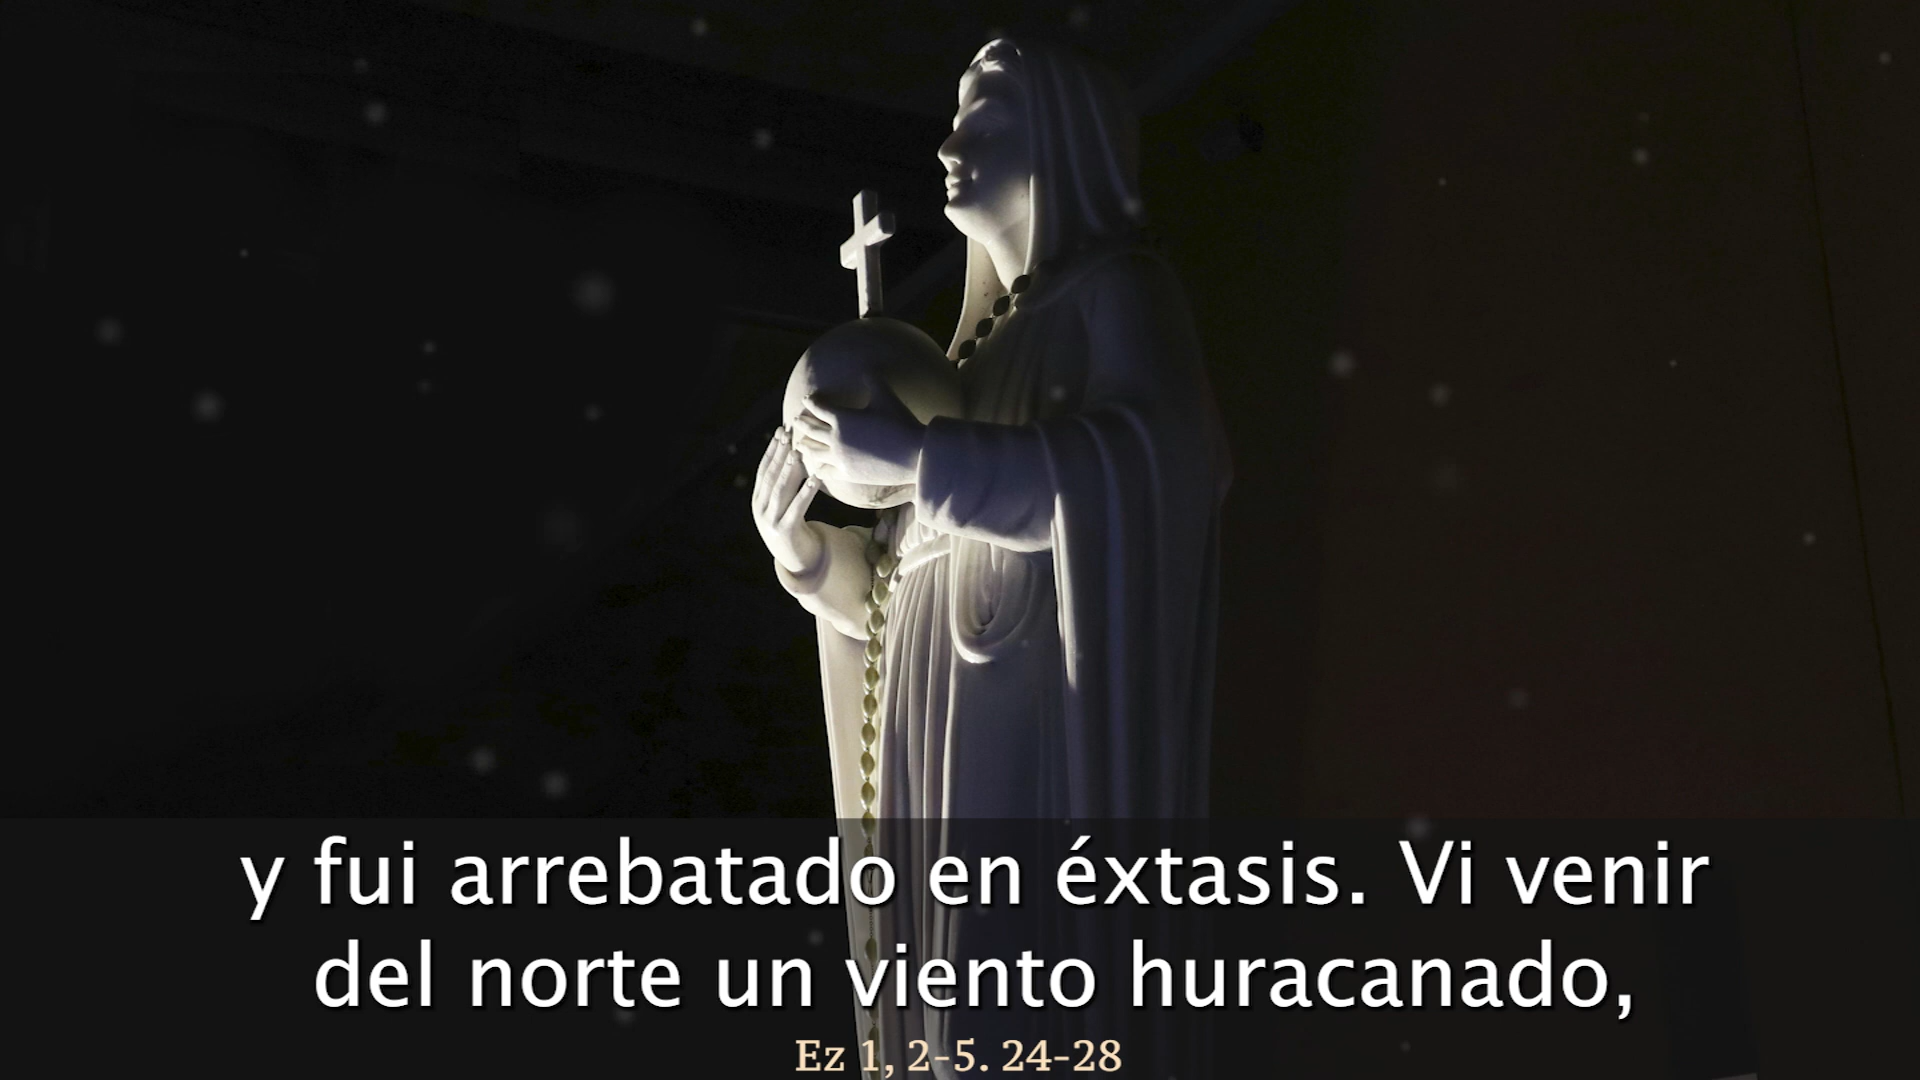 y fui arrebatado en éxtasis. Vi venir
del norte un viento huracanado,
Ez 1, 2-5. 24-28